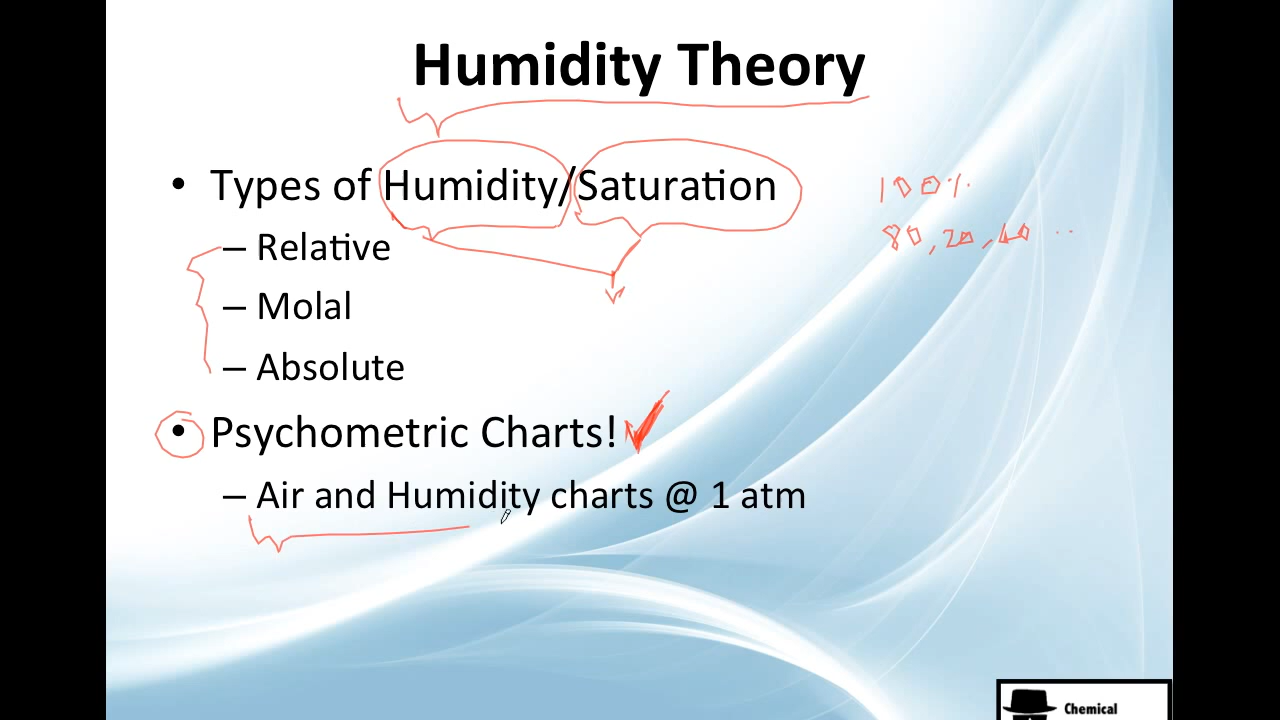 Humidity Theory
• Types of Humidity/Saturation
100%
– Relative
80, 20, 40 ..
– Molal
– Absolute
• Psychometric Charts!
– Air and Humidity charts @ 1 atm
Chemical